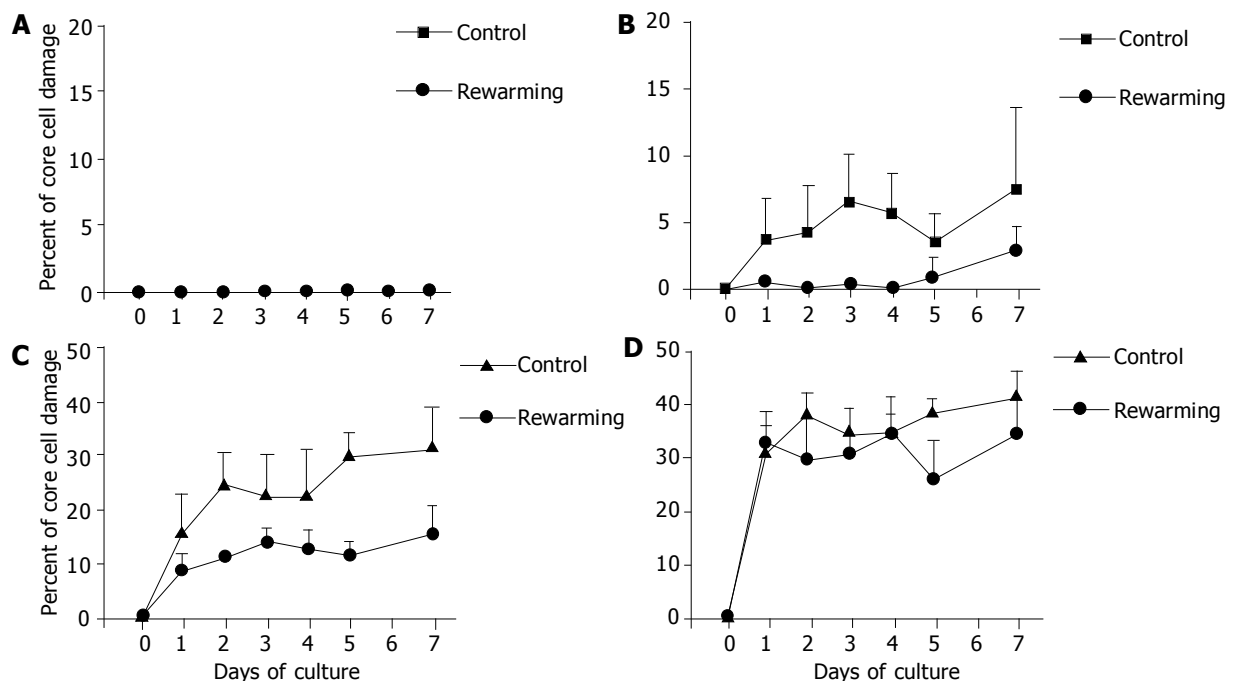 A
Percent of core cell damage
20
15
10
5
0
0 1 2 3 4 5 6 7
Control
Rewarming
B
20
15
10
5
0
0 1 2 3 4 5 6 7
Control
Rewarming
C
Percent of core cell damage
50
40
30
20
10
0
0 1 2 3 4 5 6 7
Days of culture
Control
Rewarming
D
50
40
30
20
10
0
0 1 2 3 4 5 6 7
Days of culture
Control
Rewarming